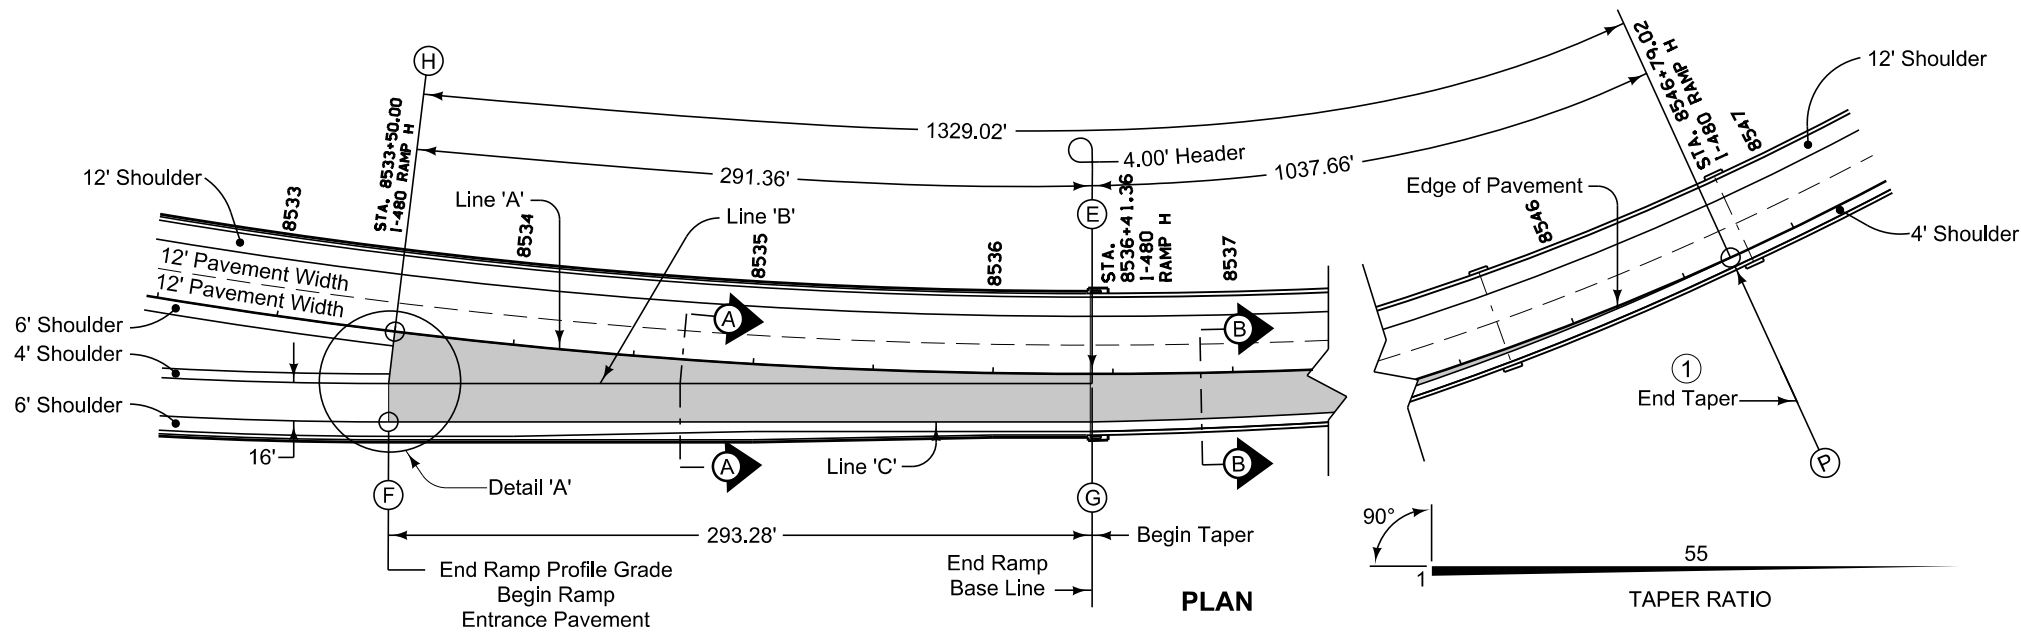 H
1329.02'
4.00' Header
291.36'
1037.66'
STA. 8533+50.00
I-480 RAMP H
STA. 8546+79.02
I-480 RAMP H
8547
12' Shoulder
12' Shoulder
8533
Line 'A'
8534
Line 'B'
8535
8536
E
STA.
8536+41.36
I-480
RAMP H
8537
Edge of Pavement
8546
4' Shoulder
12' Pavement Width
12' Pavement Width
6' Shoulder
4' Shoulder
6' Shoulder
16'
A
B
1
End Taper
A
B
P
Line 'C'
Detail 'A'
F
G
293.28'
Begin Taper
End Ramp Profile Grade
Begin Ramp
Entrance Pavement
End Ramp
Base Line
PLAN
90°
55
1
TAPER RATIO